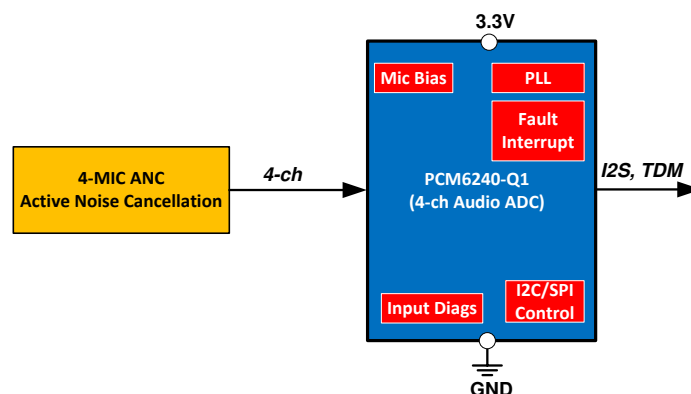 3.3V
Mic Bias
PLL
Fault
Interrupt
4-MIC ANC
Active Noise Cancellation
4-ch
PCM6240-Q1
(4-ch Audio ADC)
I2S, TDM
Input Diags
I2C/SPI
Control
GND